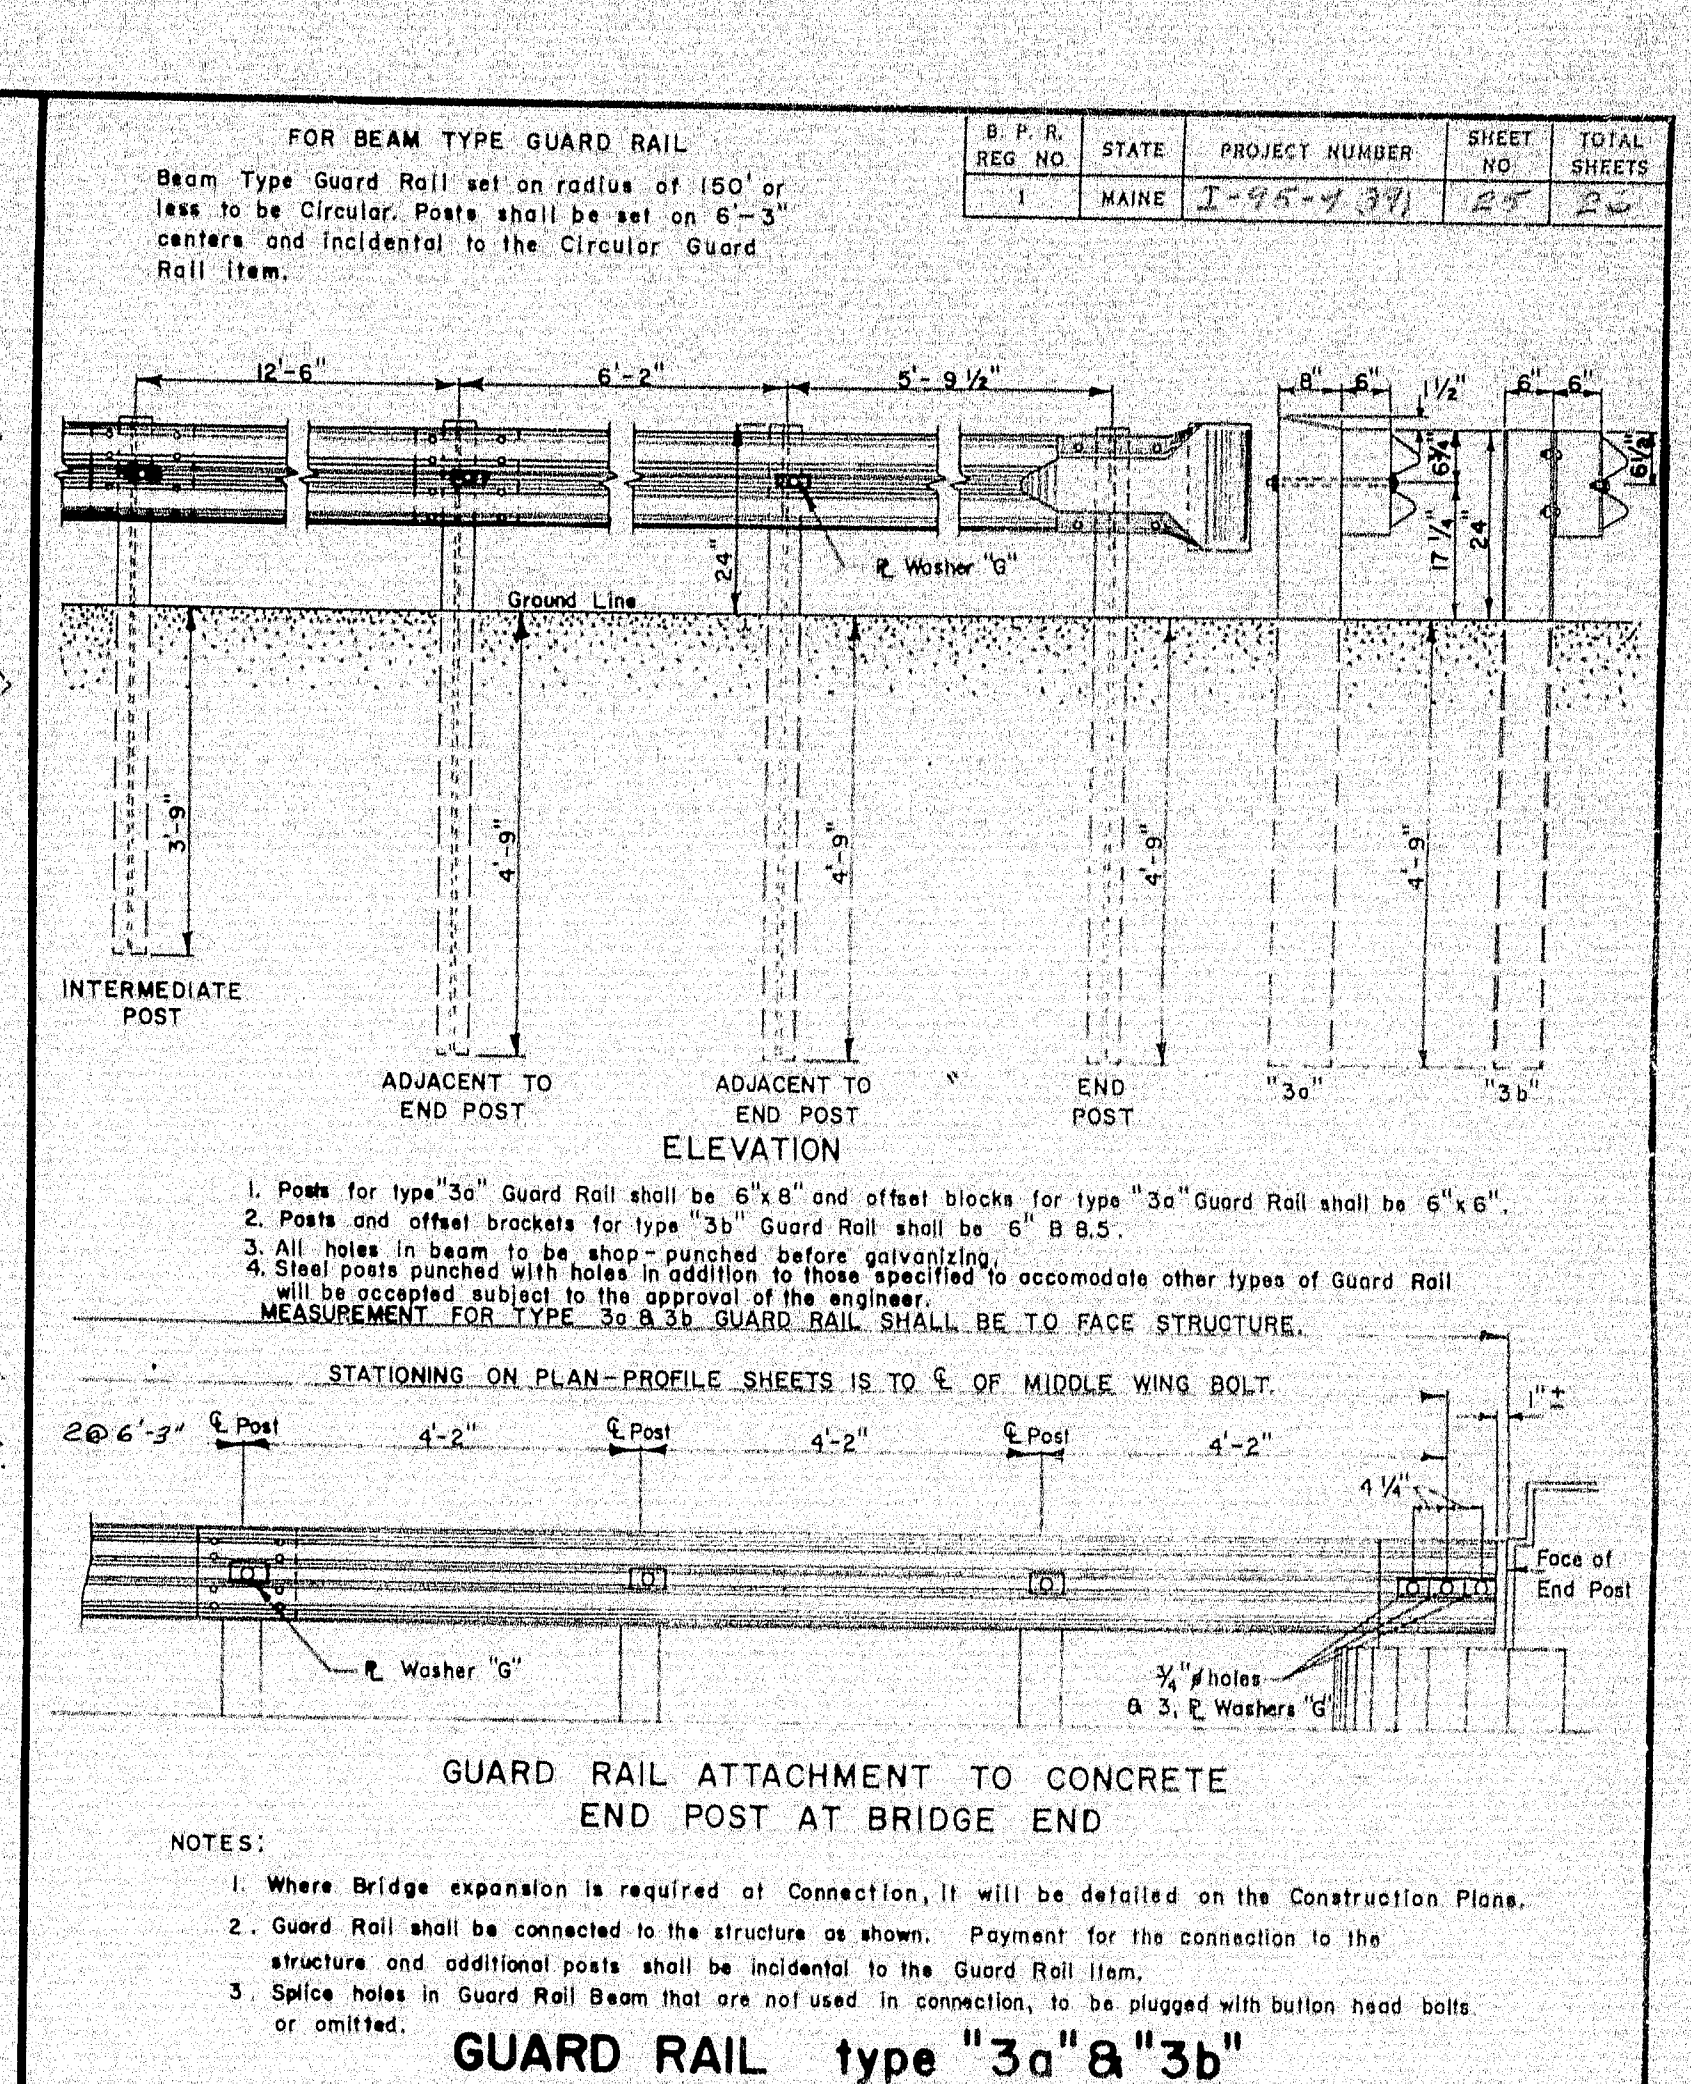 FOR BEAM TYPE GUARD RAIL
Beam Type Guard Rail set on radius of 150' or
less to be Circular. Posts shall be set on 6'-3"
centers and incidental to the Circular Guard
Rail item.
B. P. R. REG NO. STATE PROJECT NUMBER SHEET NO TOTAL SHEETS
1 MAINE I-95-4 25
12'-6" 6'-2" 5'-9 1/2" 8" 6" 1 1/2" 6" 6"
6 3/4" 6 1/2"
24" 17 1/4" 24"
℄ Washer "G"
Ground Line
3'-9" 4'-9" 4'-9" 4'-9" 4'-9"
INTERMEDIATE
POST
ADJACENT TO
END POST
ADJACENT TO
END POST
END
POST
"3a"
"3b"
ELEVATION
1. Posts for type "3a" Guard Rail shall be 6"x 8" and offset blocks for type "3a" Guard Rail shall be 6"x 6".
2. Posts and offset brackets for type "3b" Guard Rail shall be 6" B 8.5.
3. All holes in beam to be shop-punched before galvanizing.
4. Steel posts punched with holes in addition to those specified to accomodate other types of Guard Rail
will be accepted subject to the approval of the engineer.
MEASUREMENT FOR TYPE 3a & 3b GUARD RAIL SHALL BE TO FACE STRUCTURE.
STATIONING ON PLAN-PROFILE SHEETS IS TO ℄ OF MIDDLE WING BOLT.
1"±
2@6'-3" ℄ Post 4'-2" ℄ Post 4'-2" ℄ Post 4'-2"
4 1/4"
Face of
End Post
℄ Washer "G"
3/4"ø holes
& 3, ℄ Washers "G"
GUARD RAIL ATTACHMENT TO CONCRETE
END POST AT BRIDGE END
NOTES:
1. Where Bridge expansion is required at Connection, it will be detailed on the Construction Plans.
2. Guard Rail shall be connected to the structure as shown. Payment for the connection to the
structure and additional posts shall be incidental to the Guard Rail Item.
3. Splice holes in Guard Rail Beam that are not used in connection, to be plugged with button head bolts
or omitted.
GUARD RAIL type "3a" & "3b"